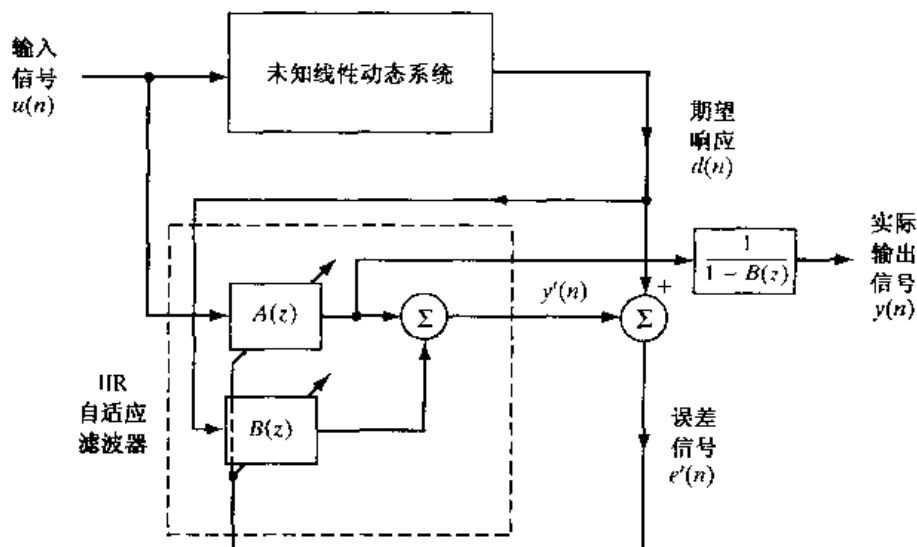 输入
信号
u(n)
未知线性动态系统
期望
响应
d(n)
实际
输出
信号
y(n)
1
1 − B(z)
+
y′(n)
A(z)
Σ
Σ
IIR
自适应
滤波器
B(z)
误差
信号
e′(n)